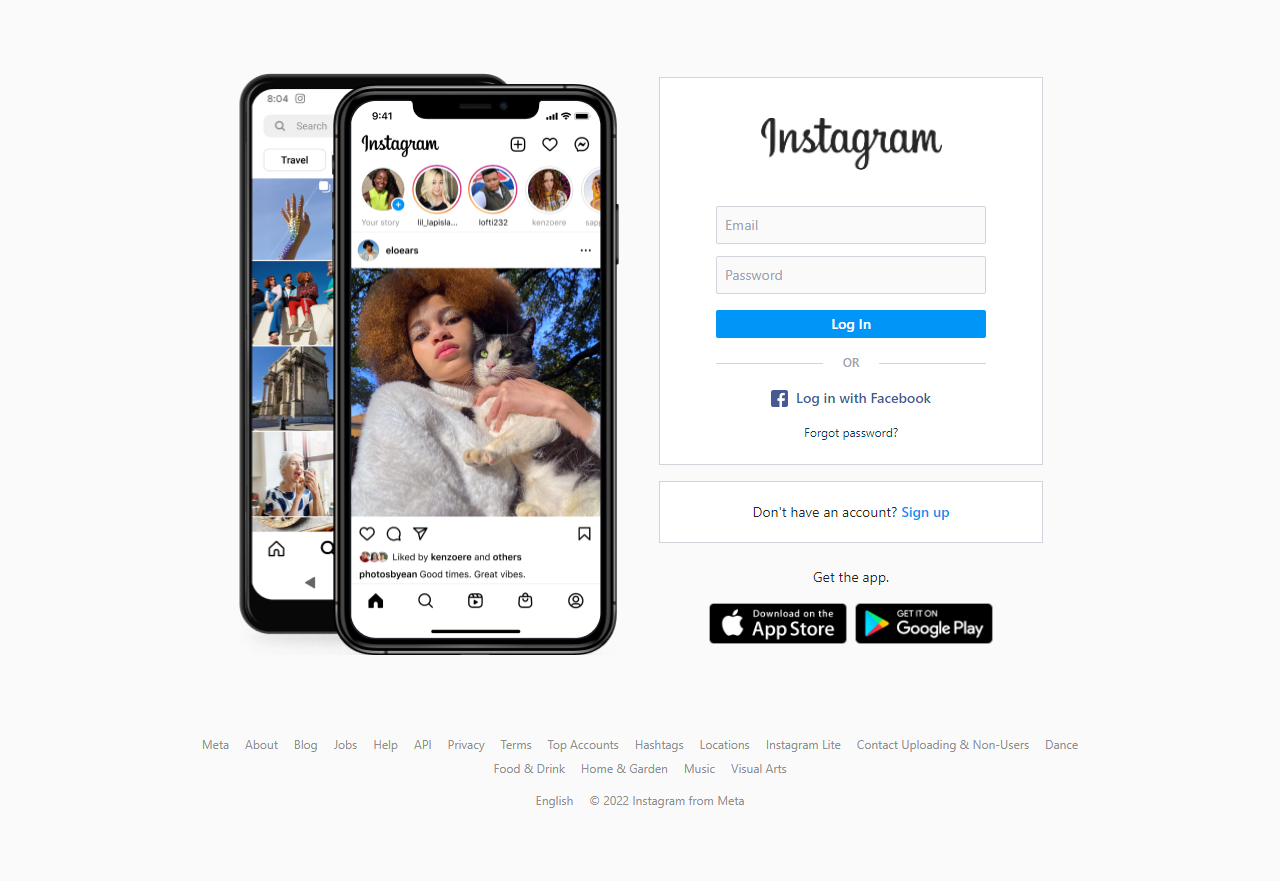 8:04
Search
Travel
9:41
Instagram
Your story
lil_lapisla...
lofti232
kenzoere
sapp
eloears
Liked by kenzoere and others
photosbyean Good times. Great vibes.
Instagram
Email
Password
Log In
OR
Log in with Facebook
Forgot password?
Don't have an account? Sign up
Get the app.
Download on the
App Store
GET IT ON
Google Play
Meta About Blog Jobs Help API Privacy Terms Top Accounts Hashtags Locations Instagram Lite Contact Uploading & Non-Users Dance
Food & Drink Home & Garden Music Visual Arts
English © 2022 Instagram from Meta